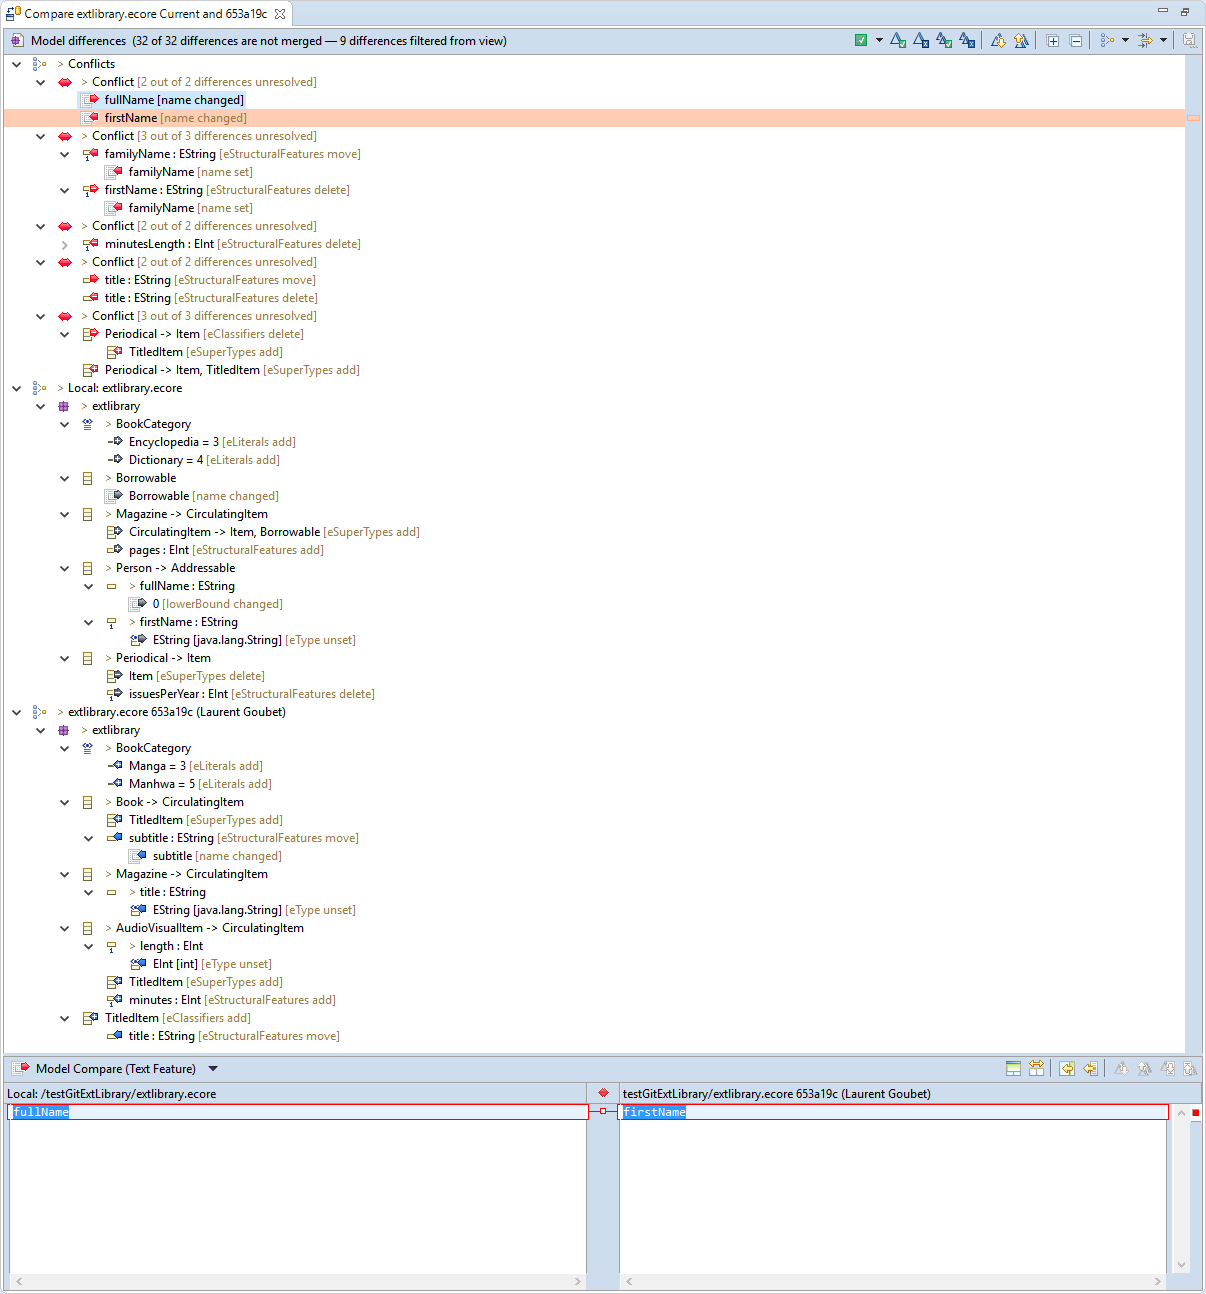 Compare extlibrary.ecore Current and 653a19c
Model differences (32 of 32 differences are not merged — 9 differences filtered from view)
> Conflicts
> Conflict [2 out of 2 differences unresolved]
fullName [name changed]
firstName [name changed]
> Conflict [3 out of 3 differences unresolved]
familyName : EString [eStructuralFeatures move]
familyName [name set]
firstName : EString [eStructuralFeatures delete]
familyName [name set]
> Conflict [2 out of 2 differences unresolved]
minutesLength : EInt [eStructuralFeatures delete]
> Conflict [2 out of 2 differences unresolved]
title : EString [eStructuralFeatures move]
title : EString [eStructuralFeatures delete]
> Conflict [3 out of 3 differences unresolved]
Periodical -> Item [eClassifiers delete]
TitledItem [eSuperTypes add]
Periodical -> Item, TitledItem [eSuperTypes add]
> Local: extlibrary.ecore
> extlibrary
> BookCategory
Encyclopedia = 3 [eLiterals add]
Dictionary = 4 [eLiterals add]
> Borrowable
Borrowable [name changed]
> Magazine -> CirculatingItem
CirculatingItem -> Item, Borrowable [eSuperTypes add]
pages : EInt [eStructuralFeatures add]
> Person -> Addressable
> fullName : EString
0 [lowerBound changed]
> firstName : EString
EString [java.lang.String] [eType unset]
> Periodical -> Item
Item [eSuperTypes delete]
issuesPerYear : EInt [eStructuralFeatures delete]
> extlibrary.ecore 653a19c (Laurent Goubet)
> extlibrary
> BookCategory
Manga = 3 [eLiterals add]
Manhwa = 5 [eLiterals add]
> Book -> CirculatingItem
TitledItem [eSuperTypes add]
subtitle : EString [eStructuralFeatures move]
subtitle [name changed]
> Magazine -> CirculatingItem
> title : EString
EString [java.lang.String] [eType unset]
> AudioVisualItem -> CirculatingItem
> length : EInt
EInt [int] [eType unset]
TitledItem [eSuperTypes add]
minutes : EInt [eStructuralFeatures add]
TitledItem [eClassifiers add]
title : EString [eStructuralFeatures move]
Model Compare (Text Feature)
Local: /testGitExtLibrary/extlibrary.ecore
testGitExtLibrary/extlibrary.ecore 653a19c (Laurent Goubet)
fullName
firstName